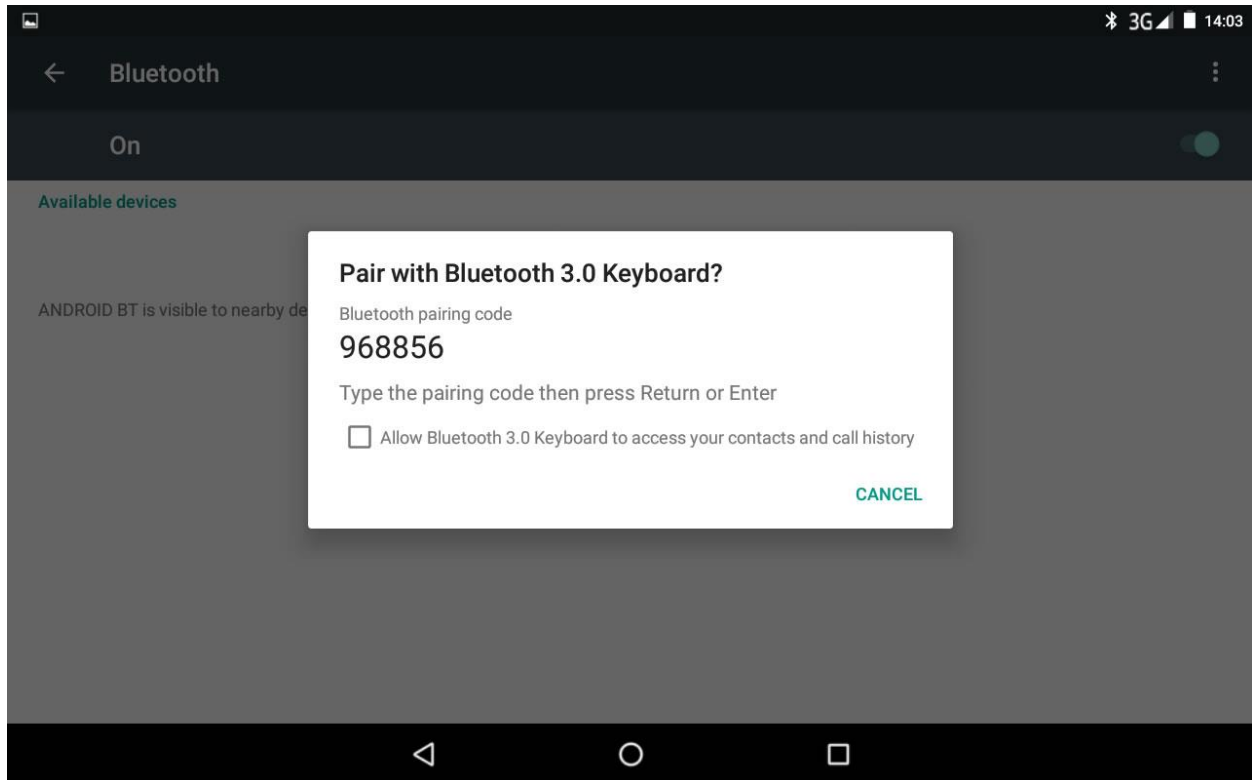 3G 14:03
Bluetooth
On
Available devices
ANDROID BT is visible to nearby de
Pair with Bluetooth 3.0 Keyboard?
Bluetooth pairing code
968856
Type the pairing code then press Return or Enter
Allow Bluetooth 3.0 Keyboard to access your contacts and call history
CANCEL